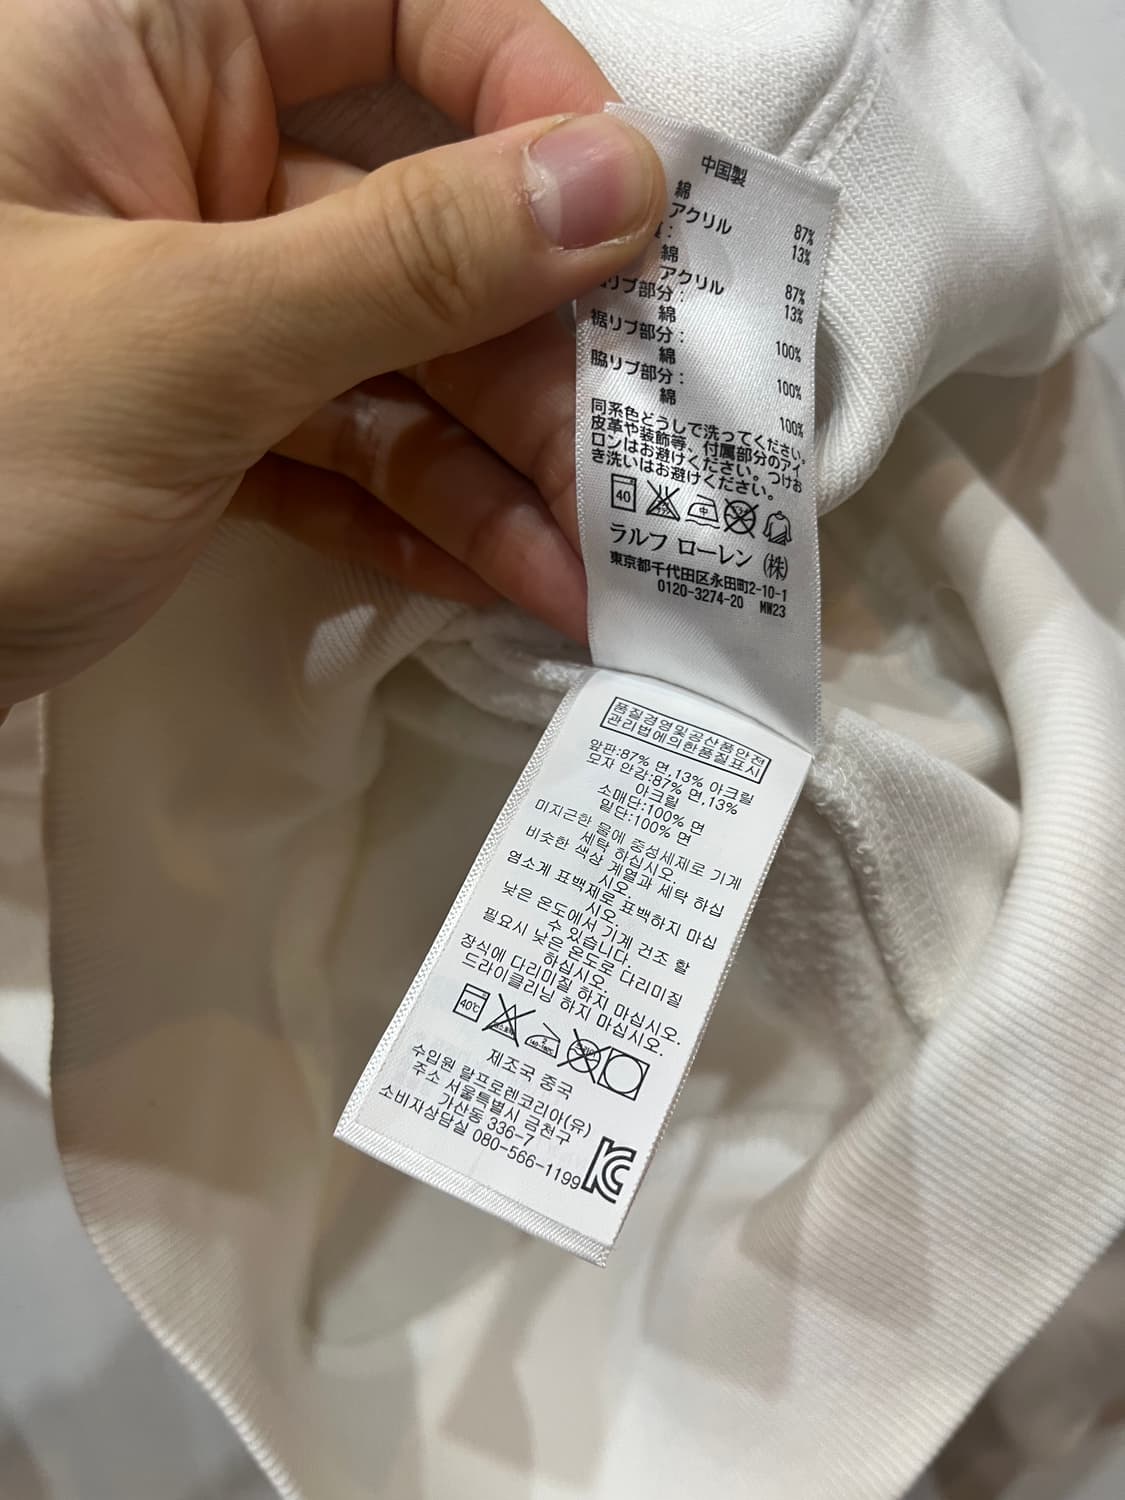 中国製
綿 87%
アクリル 13%
:
綿 87%
アクリル 13%
リブ部分:
綿 100%
裾リブ部分:
綿 100%
脇リブ部分:
綿 100%
同系色どうしで洗ってください。
皮革や装飾等、付属部分のアイ
ロンはお避けください。つけお
き洗いはお避けください。
40 中
ラルフ ローレン (株)
東京都千代田区永田町2-10-1
0120-3274-20 MW23
품질경영및공산품안전
관리법에의한품질표시
앞판:87% 면,13% 아크릴
모자 안감:87% 면,13%
아크릴
소매단:100% 면
밑단:100% 면
미지근한 물에 중성세제로 기계
세탁 하십시오.
비슷한 색상 계열과 세탁 하십
시오.
염소계 표백제로 표백하지 마십
시오.
낮은 온도에서 기계 건조 할
수 있습니다.
필요시 낮은 온도로 다리미질
하십시오.
장식에 다리미질 하지 마십시오.
드라이클리닝 하지 마십시오.
40℃
제조국 중국
수입원 랄프로렌코리아(유)
주소 서울특별시 금천구
가산동 336-7
소비자상담실 080-566-1199
KC